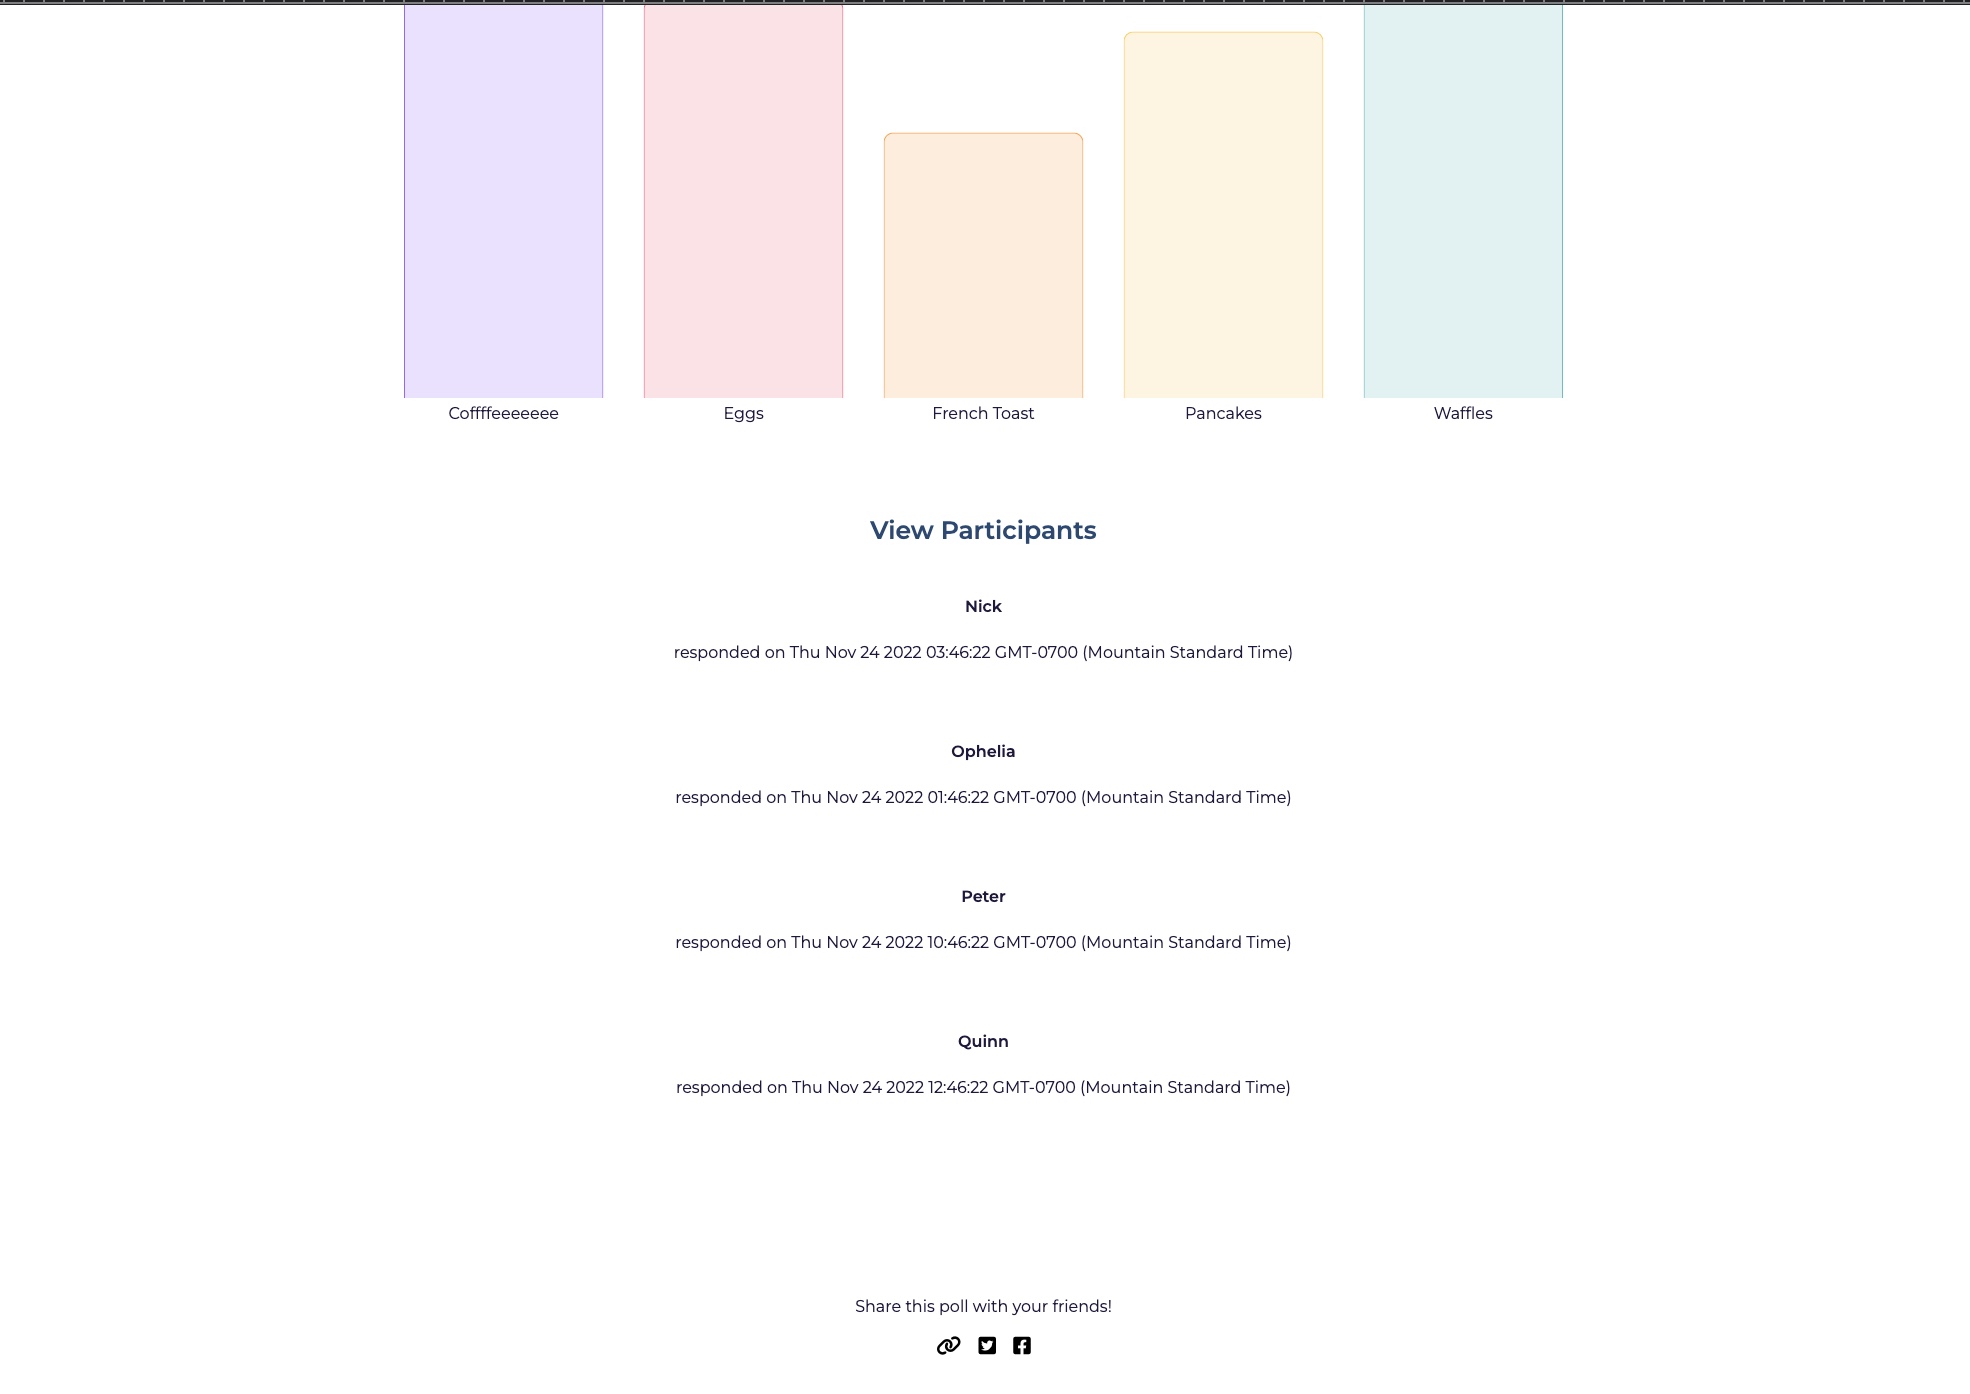 Coffffeeeeeee
Eggs
French Toast
Pancakes
Waffles
View Participants
Nick
responded on Thu Nov 24 2022 03:46:22 GMT-0700 (Mountain Standard Time)
Ophelia
responded on Thu Nov 24 2022 01:46:22 GMT-0700 (Mountain Standard Time)
Peter
responded on Thu Nov 24 2022 10:46:22 GMT-0700 (Mountain Standard Time)
Quinn
responded on Thu Nov 24 2022 12:46:22 GMT-0700 (Mountain Standard Time)
Share this poll with your friends!